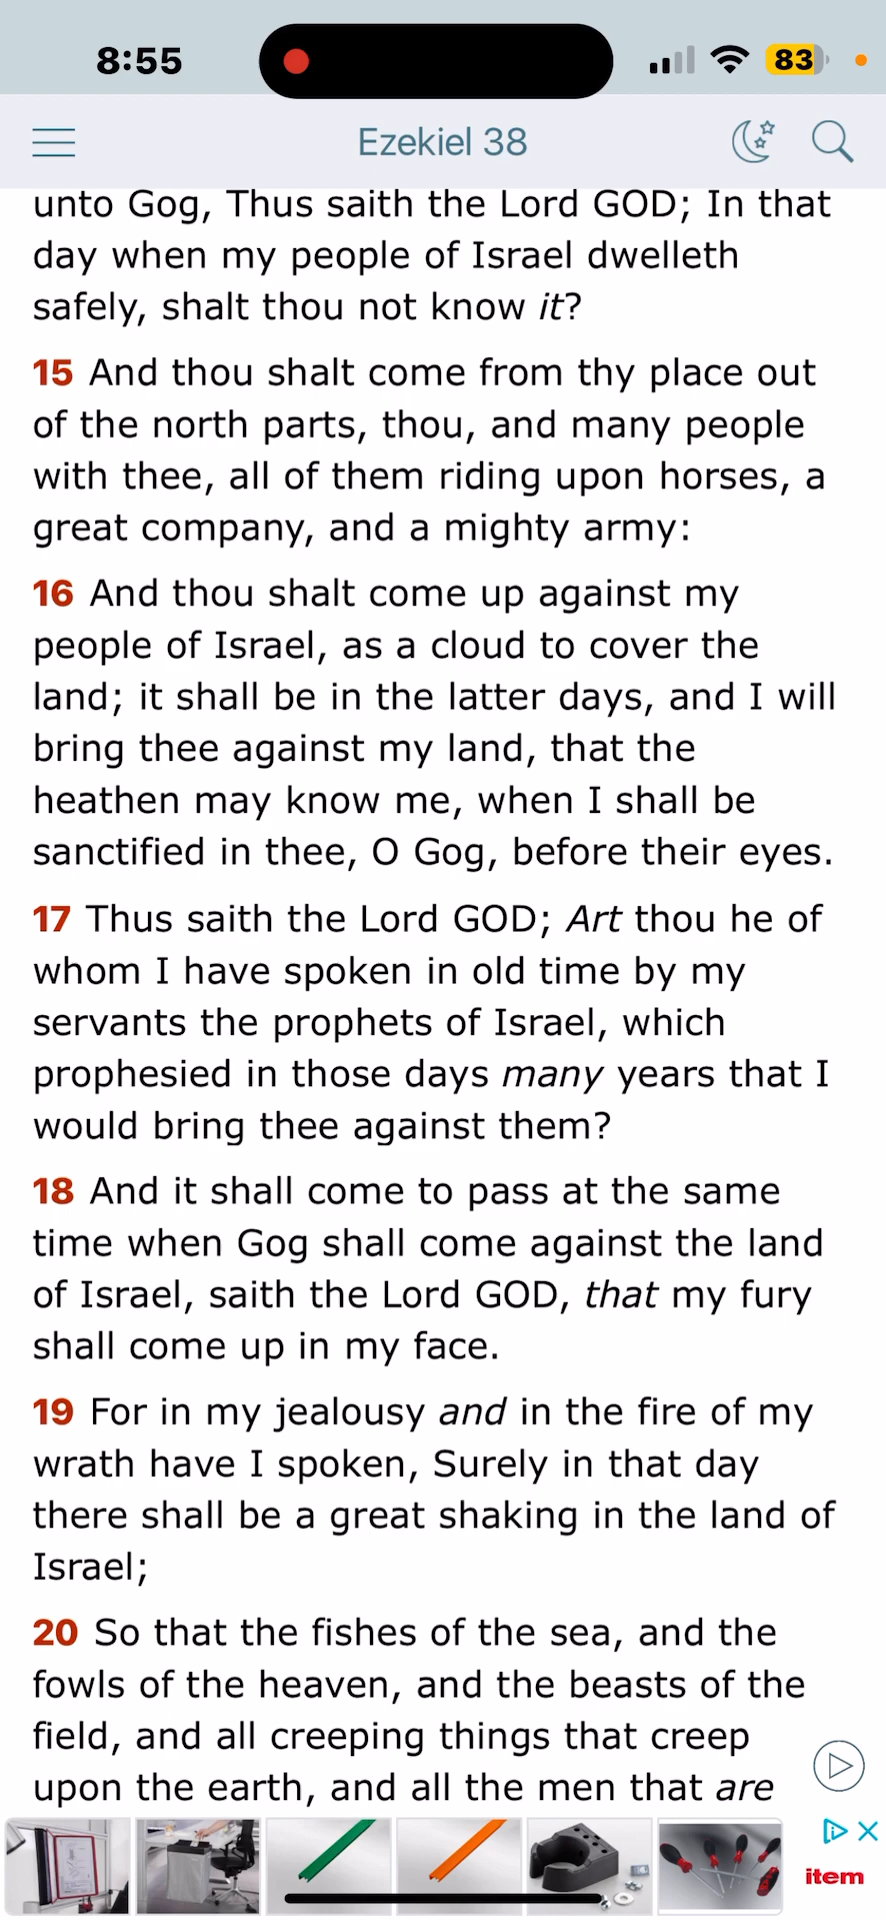 8:55
83
Ezekiel 38
unto Gog, Thus saith the Lord GOD; In that
day when my people of Israel dwelleth
safely, shalt thou not know it?
15 And thou shalt come from thy place out
of the north parts, thou, and many people
with thee, all of them riding upon horses, a
great company, and a mighty army:
16 And thou shalt come up against my
people of Israel, as a cloud to cover the
land; it shall be in the latter days, and I will
bring thee against my land, that the
heathen may know me, when I shall be
sanctified in thee, O Gog, before their eyes.
17 Thus saith the Lord GOD; Art thou he of
whom I have spoken in old time by my
servants the prophets of Israel, which
prophesied in those days many years that I
would bring thee against them?
18 And it shall come to pass at the same
time when Gog shall come against the land
of Israel, saith the Lord GOD, that my fury
shall come up in my face.
19 For in my jealousy and in the fire of my
wrath have I spoken, Surely in that day
there shall be a great shaking in the land of
Israel;
20 So that the fishes of the sea, and the
fowls of the heaven, and the beasts of the
field, and all creeping things that creep
upon the earth, and all the men that are
item